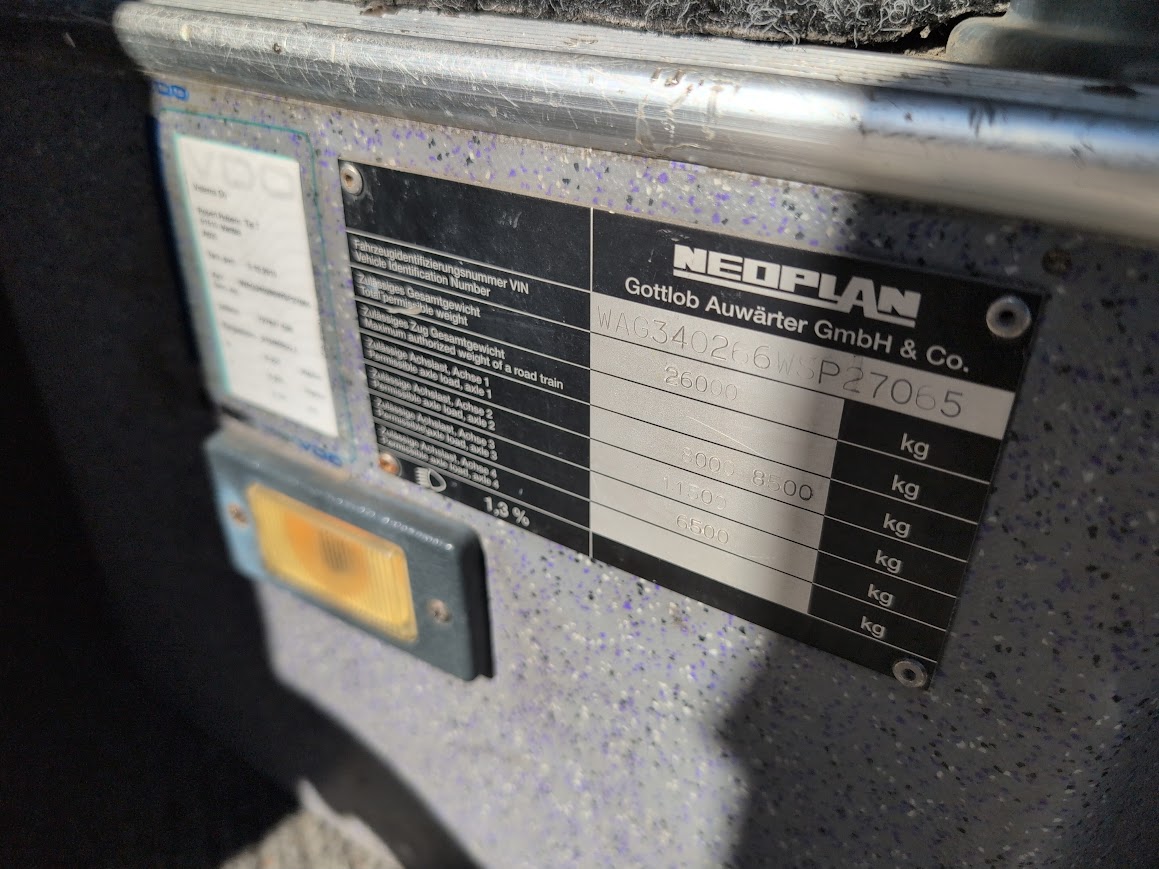 VDO
NEOPLAN
Gottlob Auwärter GmbH & Co.
Fahrzeugidentifizierungsnummer VIN
Vehicle Identification Number
WAG340266WSP27065
Zulässiges Gesamtgewicht
Total permissible weight
26000
kg
Zulässiges Zug Gesamtgewicht
Maximum authorized weight of a road train
kg
Zulässige Achslast, Achse 1
Permissible axle load, axle 1
8000-8500
kg
Zulässige Achslast, Achse 2
Permissible axle load, axle 2
11500
kg
Zulässige Achslast, Achse 3
Permissible axle load, axle 3
6500
kg
Zulässige Achslast, Achse 4
Permissible axle load, axle 4
kg
1,3 %
VDO